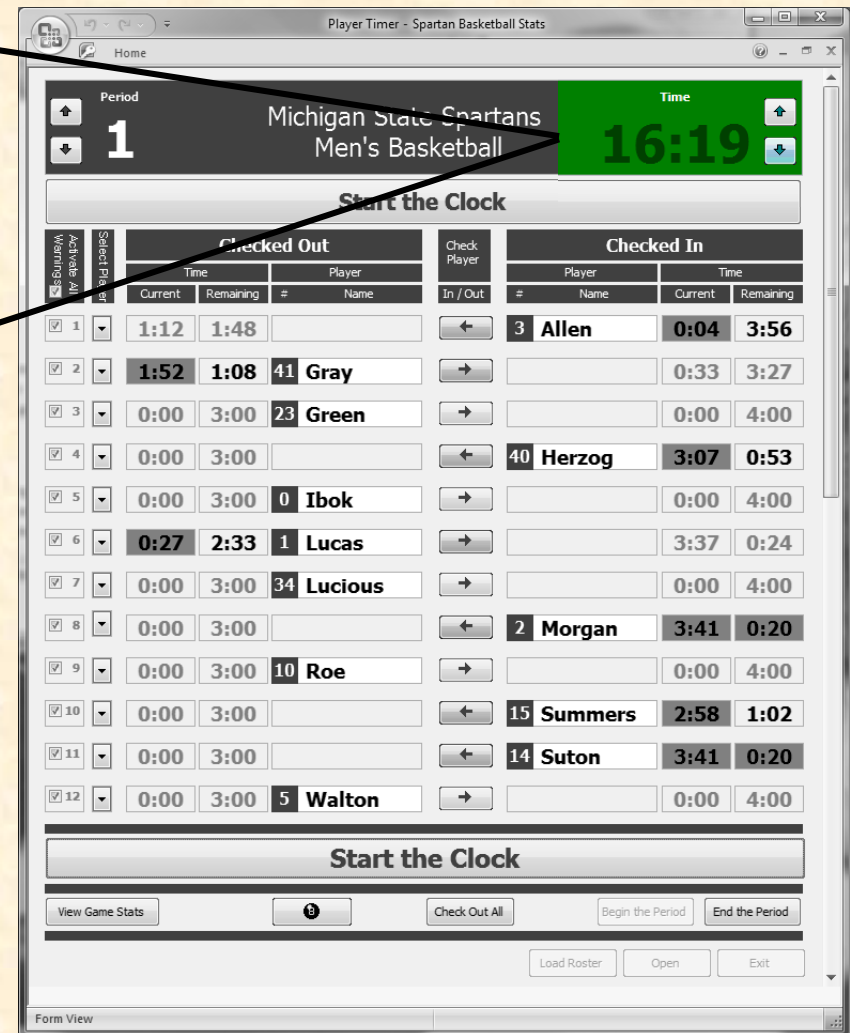 Player Timer - Spartan Basketball Stats
Home
Period
1
Michigan State Spartans
Men's Basketball
Time
16:19
Start the Clock
Activate All Warnings
Select Player
Checked Out
Check Player
Checked In
Time Player Player Time
Current Remaining # Name In / Out # Name Current Remaining
1 1:12 1:48 3 Allen 0:04 3:56
2 1:52 1:08 41 Gray 0:33 3:27
3 0:00 3:00 23 Green 0:00 4:00
4 0:00 3:00 40 Herzog 3:07 0:53
5 0:00 3:00 0 Ibok 0:00 4:00
6 0:27 2:33 1 Lucas 3:37 0:24
7 0:00 3:00 34 Lucious 0:00 4:00
8 0:00 3:00 2 Morgan 3:41 0:20
9 0:00 3:00 10 Roe 0:00 4:00
10 0:00 3:00 15 Summers 2:58 1:02
11 0:00 3:00 14 Suton 3:41 0:20
12 0:00 3:00 5 Walton 0:00 4:00
Start the Clock
View Game Stats Check Out All Begin the Period End the Period
Load Roster Open Exit
Form View